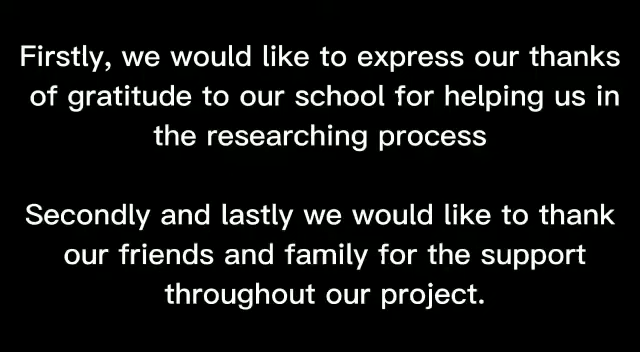 Firstly, we would like to express our thanks
of gratitude to our school for helping us in
the researching process
Secondly and lastly we would like to thank
our friends and family for the support
throughout our project.